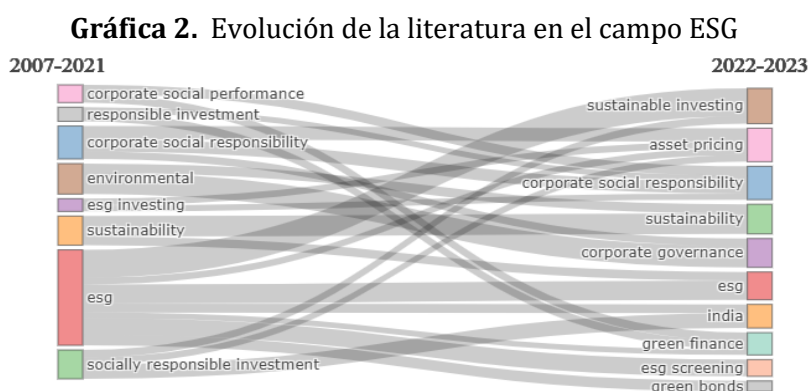 Gráfica 2. Evolución de la literatura en el campo ESG
2007-2021
2022-2023
corporate social performance
responsible investment
corporate social responsibility
environmental
esg investing
sustainability
esg
socially responsible investment
sustainable investing
asset pricing
corporate social responsibility
sustainability
corporate governance
esg
india
green finance
esg screening
green bonds